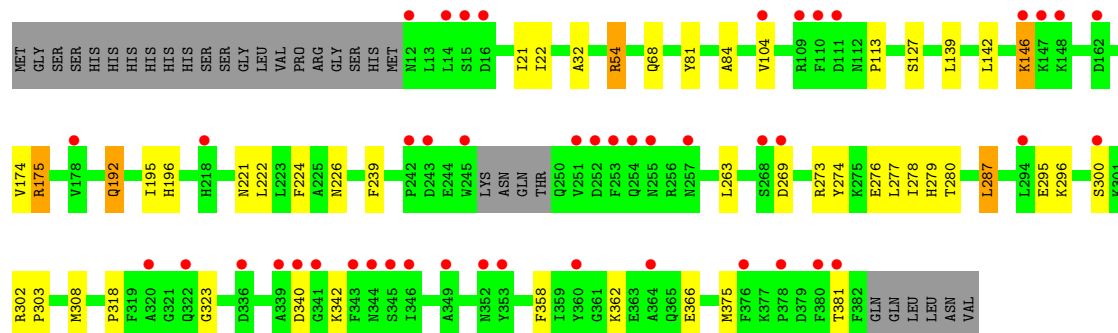 MET GLY SER SER HIS HIS HIS HIS HIS HIS HIS SER SER GLY LEU VAL PRO ARG GLY SER HIS MET N12 L13 L14 S15 D16 I21 I22 A32 R54 Q68 Y81 A84 V104 R109 F110 D111 N112 P113 S127 L139 L142 K146 K147 K148 D162
V174 R175 V178 Q192 I195 H196 H218 N221 L222 L223 F224 A225 N226 F239 P242 D243 E244 W245 LYS ASN GLN THR Q250 V251 D252 F253 Q254 N255 R256 N257 L263 S268 D269 R273 Y274 K275 E276 L277 I278 H279 T280 L287 L294 E295 K296 S300 K301
R302 P303 M308 P318 F319 A320 G321 Q322 G323 D336 A339 D340 G341 K342 F343 N344 S345 I346 A349 N352 Y353 F358 I359 Y360 G361 K362 E363 A364 Q365 E366 M375 F376 K377 P378 D379 F380 T381 F382 GLN GLN LEU LEU ASN VAL